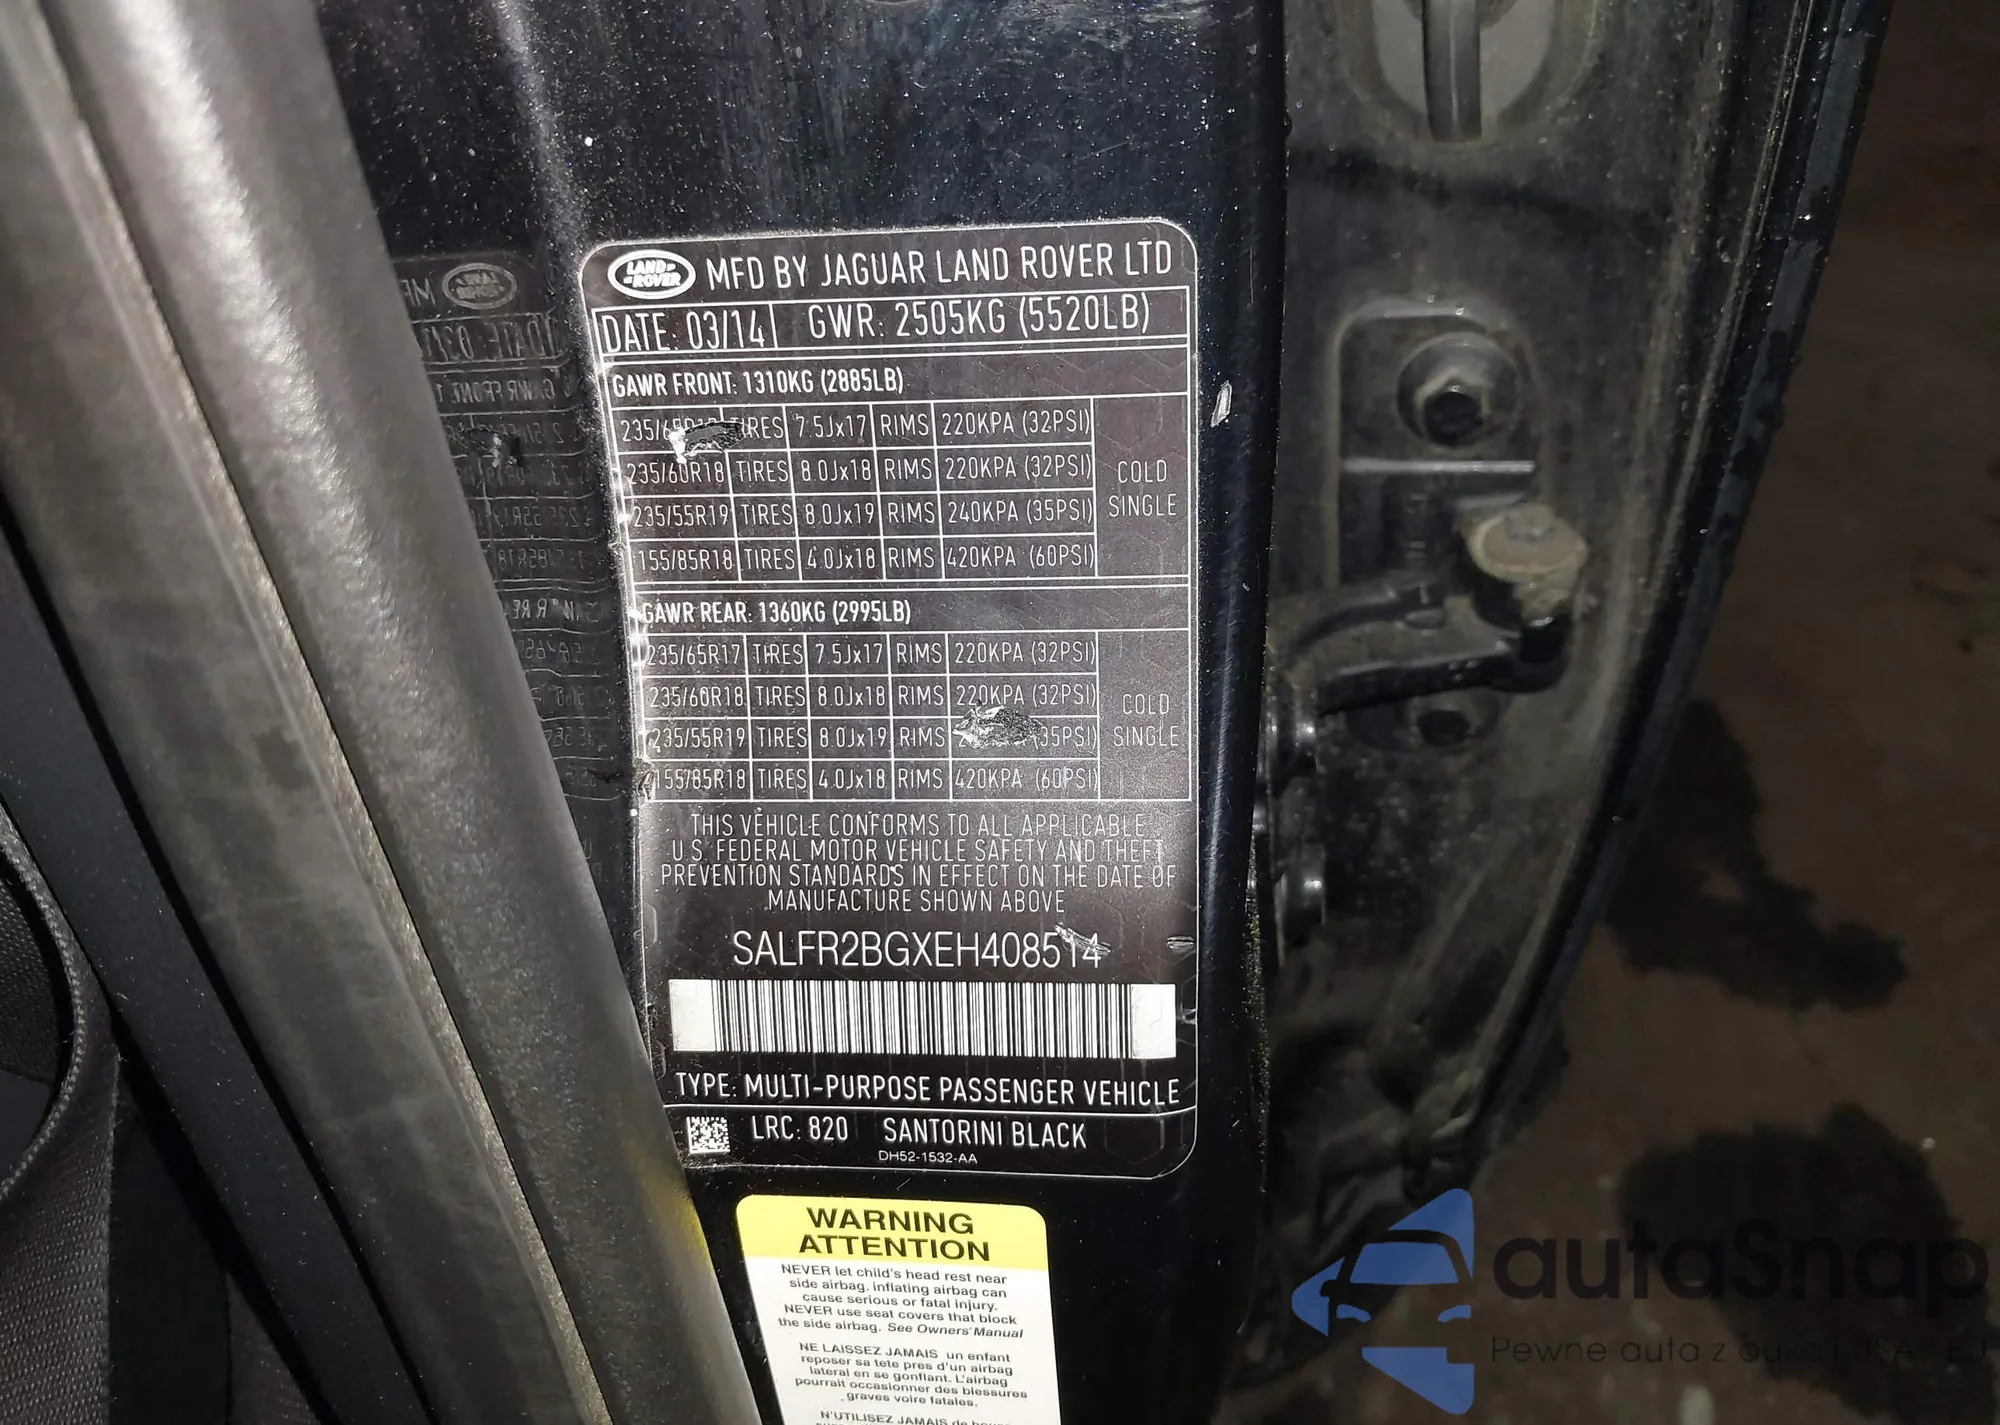 LAND ROVER MFD BY JAGUAR LAND ROVER LTD
DATE: 03/14 GWR: 2505KG (5520LB)
GAWR FRONT: 1310KG (2885LB)
TIRES 7.5Jx17 RIMS 220KPA (32PSI)
235/60R18 TIRES 8.0Jx18 RIMS 220KPA (32PSI)
235/55R19 TIRES 8.0Jx19 RIMS 240KPA (35PSI)
155/85R18 TIRES 4.0Jx18 RIMS 420KPA (60PSI)
COLD
SINGLE
GAWR REAR: 1360KG (2995LB)
235/65R17 TIRES 7.5Jx17 RIMS 220KPA (32PSI)
235/60R18 TIRES 8.0Jx18 RIMS 220KPA (32PSI)
235/55R19 TIRES 8.0Jx19 RIMS (35PSI)
155/85R18 TIRES 4.0Jx18 RIMS 420KPA (60PSI)
COLD
SINGLE
THIS VEHICLE CONFORMS TO ALL APPLICABLE
U.S. FEDERAL MOTOR VEHICLE SAFETY AND THEFT
PREVENTION STANDARDS IN EFFECT ON THE DATE OF
MANUFACTURE SHOWN ABOVE
SALFR2BGXEH408514
TYPE: MULTI-PURPOSE PASSENGER VEHICLE
LRC: 820 SANTORINI BLACK
DH52-1532-AA
WARNING
ATTENTION
NEVER let child's head rest near
side airbag, inflating airbag can
cause serious or fatal injury.
NEVER use seat covers that block
the side airbag. See Owners' Manual
NE LAISSEZ JAMAIS un enfant
reposer sa tete pres d'un airbag
lateral en se gonflant. L'airbag
pourrait occasionner des blessures
graves voire fatales.
N'UTILISEZ JAMAIS de
autaSnap
Pewne auta z aukcji USA